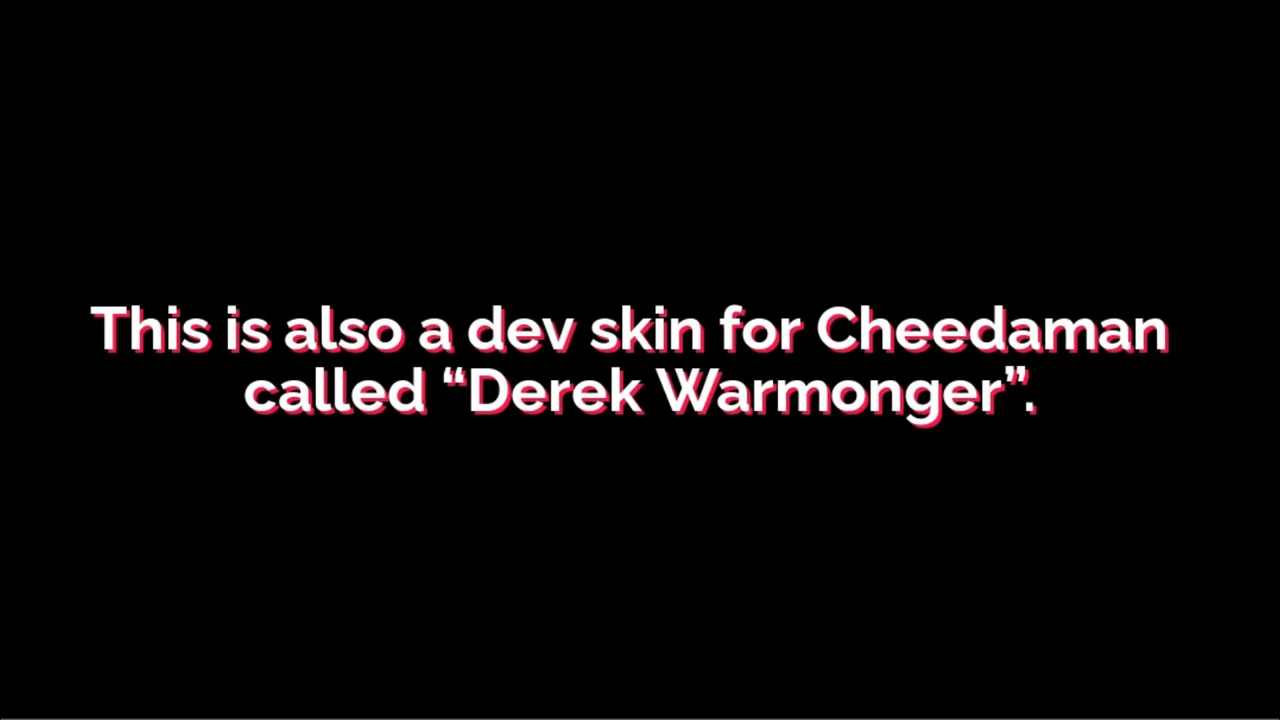 This is also a dev skin for Cheedaman
called “Derek Warmonger”.